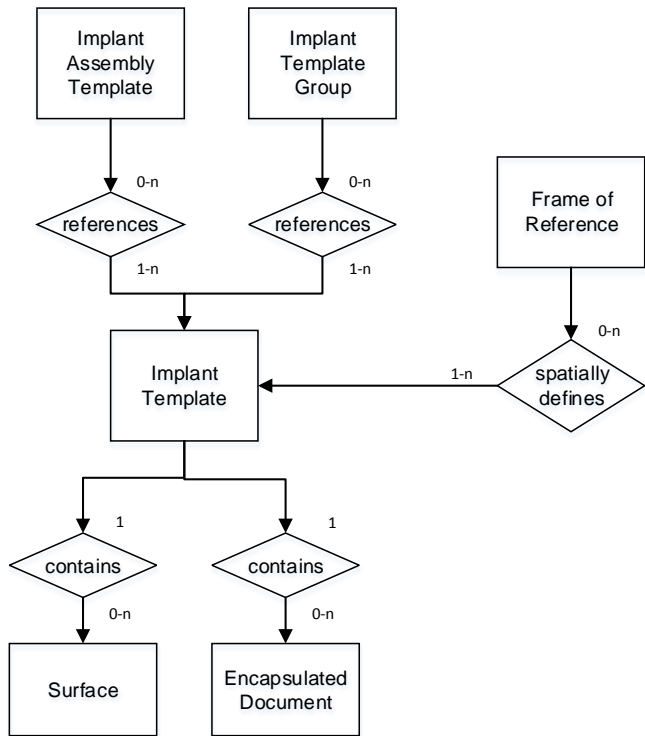 Implant
Assembly
Template
Implant
Template
Group
0-n
0-n
Frame of
Reference
references
references
1-n
1-n
0-n
Implant
Template
1-n
spatially
defines
1
1
contains
contains
0-n
0-n
Surface
Encapsulated
Document